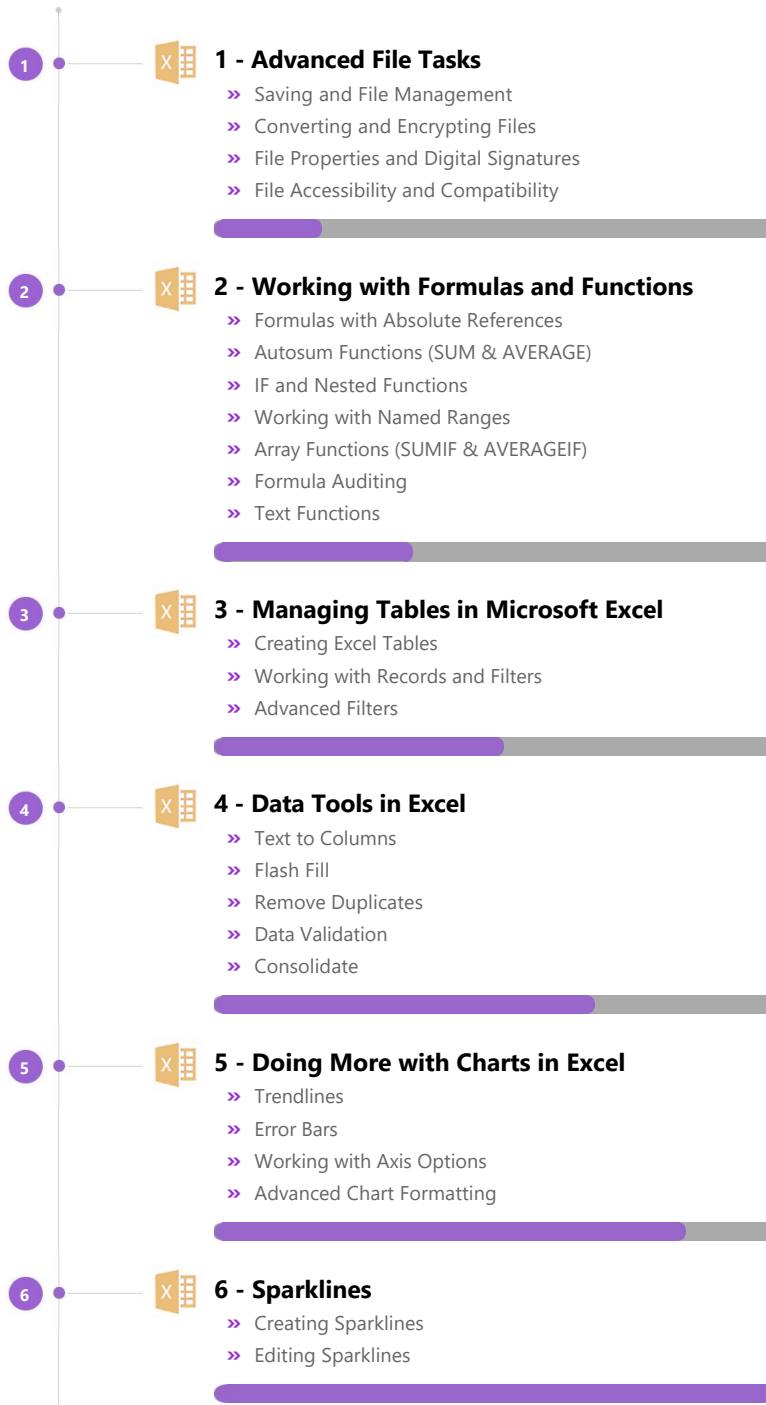 1
1 - Advanced File Tasks
Saving and File Management
Converting and Encrypting Files
File Properties and Digital Signatures
File Accessibility and Compatibility
2
2 - Working with Formulas and Functions
Formulas with Absolute References
Autosum Functions (SUM & AVERAGE)
IF and Nested Functions
Working with Named Ranges
Array Functions (SUMIF & AVERAGEIF)
Formula Auditing
Text Functions
3
3 - Managing Tables in Microsoft Excel
Creating Excel Tables
Working with Records and Filters
Advanced Filters
4
4 - Data Tools in Excel
Text to Columns
Flash Fill
Remove Duplicates
Data Validation
Consolidate
5
5 - Doing More with Charts in Excel
Trendlines
Error Bars
Working with Axis Options
Advanced Chart Formatting
6
6 - Sparklines
Creating Sparklines
Editing Sparklines